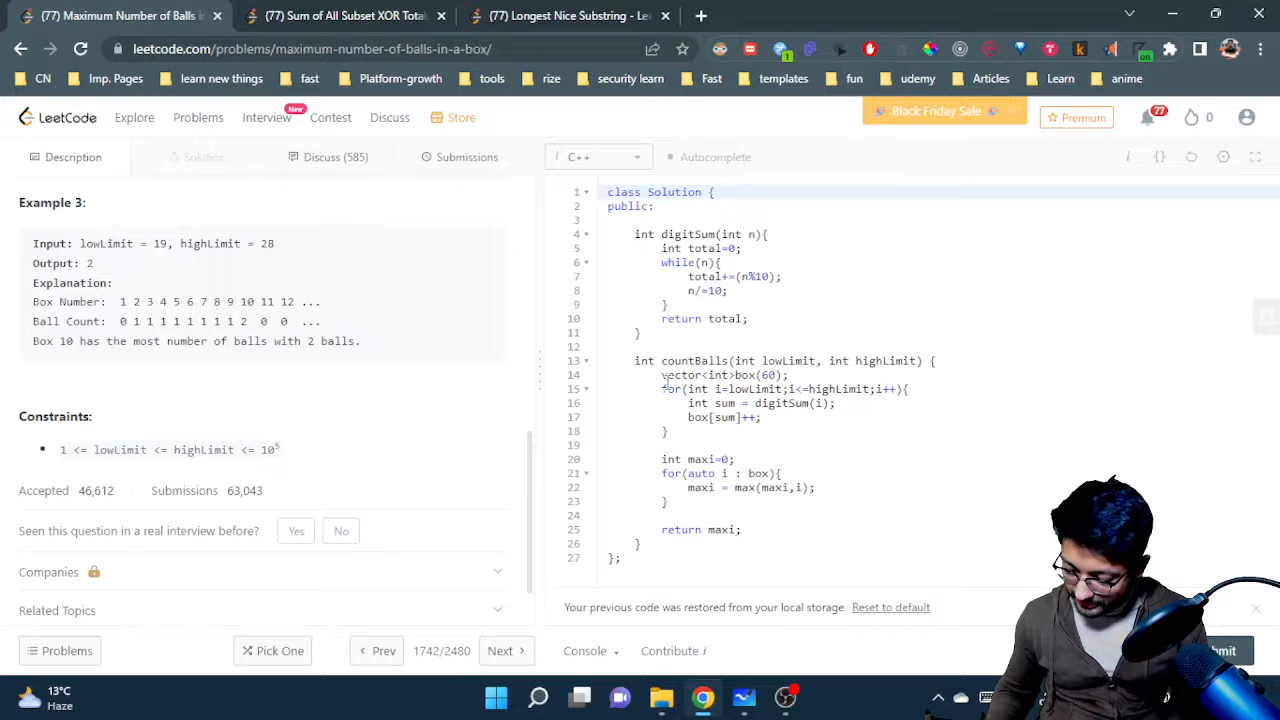 (77) Maximum Number of Balls in
(77) Sum of All Subset XOR Totals
(77) Longest Nice Substring - Lee
leetcode.com/problems/maximum-number-of-balls-in-a-box/
1
on
CN
Imp. Pages
learn new things
fast
Platform-growth
tools
rise
security learn
Fast
templates
fun
udemy
Articles
Learn
anime
LeetCode
Explore
Problems
Interview
New
Contest
Discuss
Store
Black Friday Sale
Premium
77
0
Description
Solution
Discuss (585)
Submissions
i C++
Autocomplete
Example 3:
Input: lowLimit = 19, highLimit = 28
Output: 2
Explanation:
Box Number: 1 2 3 4 5 6 7 8 9 10 11 12 ...
Ball Count: 0 1 1 1 1 1 1 1 1 2 0 0 ...
Box 10 has the most number of balls with 2 balls.
Constraints:
1 <= lowLimit <= highLimit <= 10⁵
Accepted 46,612
Submissions 63,043
Seen this question in a real interview before?
Yes
No
Companies
Related Topics
1 class Solution {
2 public:
3
4 int digitSum(int n){
5 int total=0;
6 while(n){
7 total+=(n%10);
8 n/=10;
9 }
10 return total;
11 }
12
13 int countBalls(int lowLimit, int highLimit) {
14 vector<int>box(60);
15 for(int i=lowLimit;i<=highLimit;i++){
16 int sum = digitSum(i);
17 box[sum]++;
18 }
19
20 int maxi=0;
21 for(auto i : box){
22 maxi = max(maxi,i);
23 }
24
25 return maxi;
26 }
27 };
Your previous code was restored from your local storage. Reset to default
Problems
Pick One
Prev
1742/2480
Next
Console
Contribute i
13°C
Haze